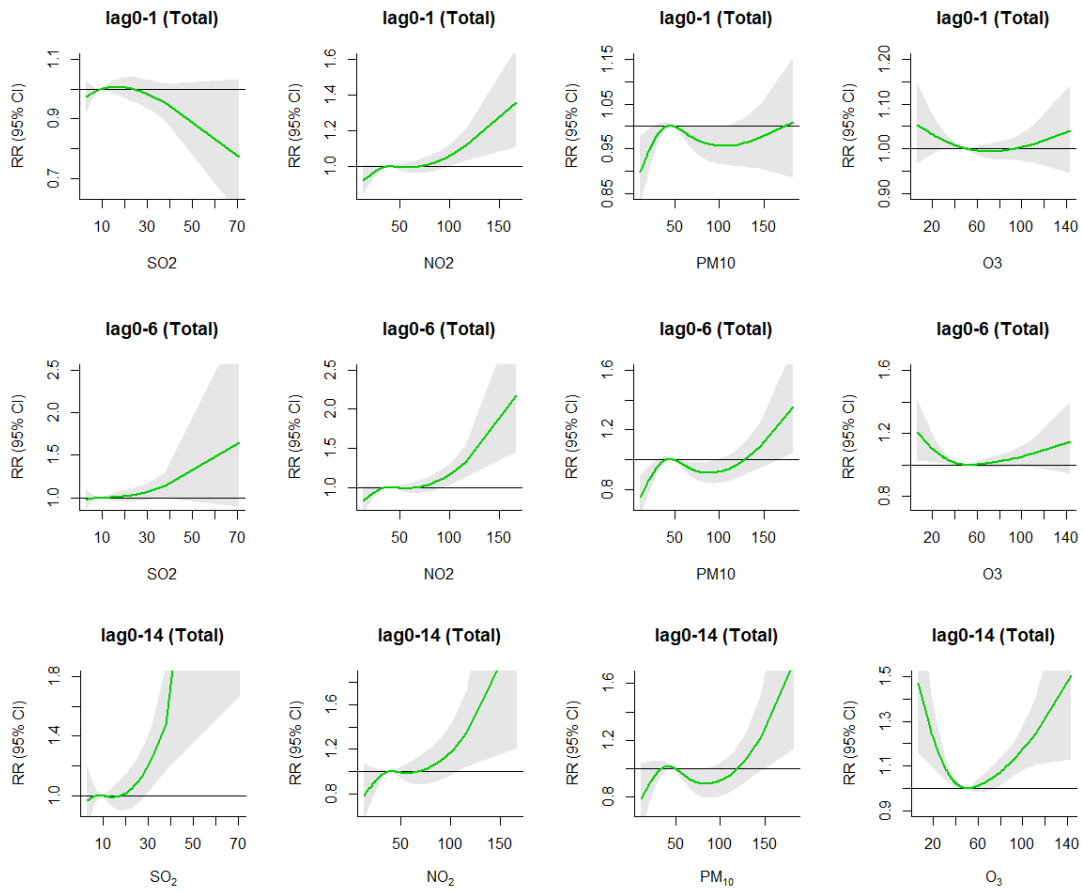 lag0-1 (Total) lag0-1 (Total) lag0-1 (Total) lag0-1 (Total)
RR (95% CI) 0.7 0.9 1.0 1.1
10 30 50 60 70
SO2
RR (95% CI) 1.0 1.2 1.4 1.6
50 100 150
NO2
RR (95% CI) 0.85 0.95 1.05 1.15
50 100 150
PM10
RR (95% CI) 0.90 1.00 1.10 1.20
20 60 100 140
O3
lag0-6 (Total) lag0-6 (Total) lag0-6 (Total) lag0-6 (Total)
RR (95% CI) 1.0 1.5 2.0 2.5
10 30 50 70
SO2
RR (95% CI) 1.0 1.5 2.0 2.5
50 100 150
NO2
RR (95% CI) 0.8 1.2 1.6
50 100 150
PM10
RR (95% CI) 0.8 1.2 1.6
20 60 100 140
O3
lag0-14 (Total) lag0-14 (Total) lag0-14 (Total) lag0-14 (Total)
RR (95% CI) 1.0 1.4 1.8
10 30 50 70
SO₂
RR (95% CI) 0.8 1.2 1.6
50 100 150
NO₂
RR (95% CI) 0.8 1.2 1.6
50 100 150
PM₁₀
RR (95% CI) 0.9 1.1 1.3 1.5
20 60 100 140
O₃